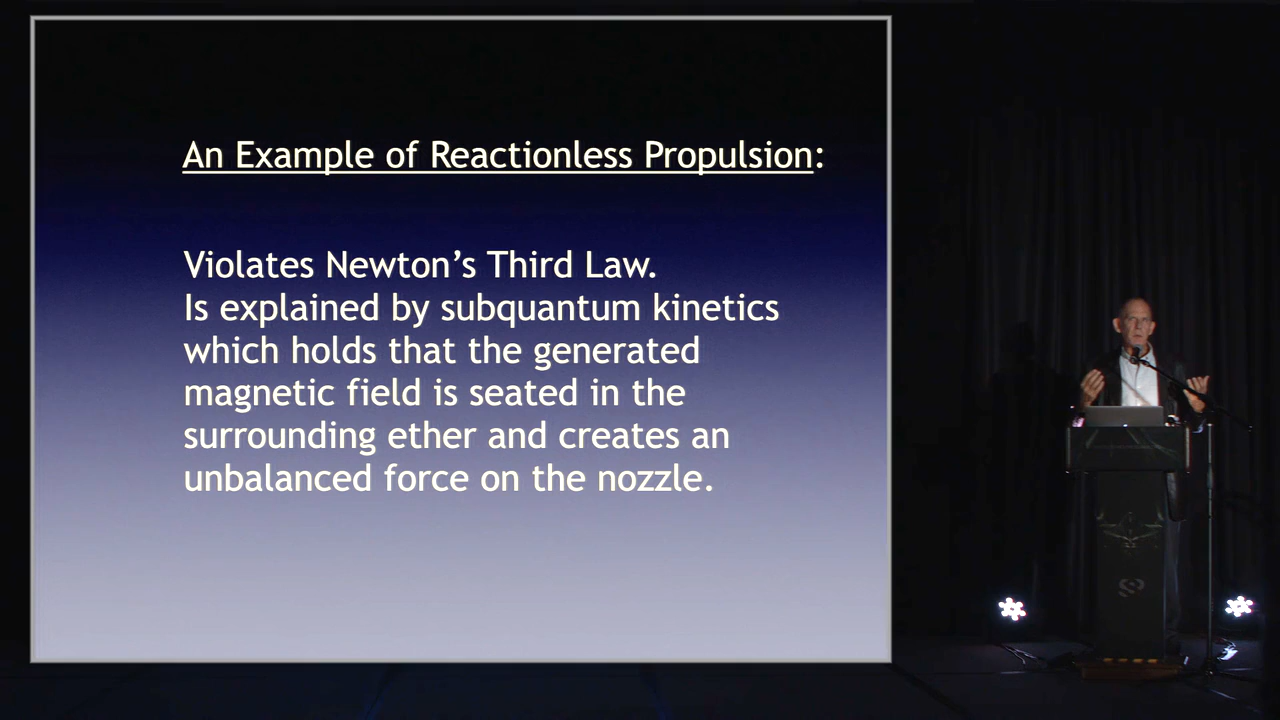 An Example of Reactionless Propulsion:
Violates Newton’s Third Law.
Is explained by subquantum kinetics
which holds that the generated
magnetic field is seated in the
surrounding ether and creates an
unbalanced force on the nozzle.